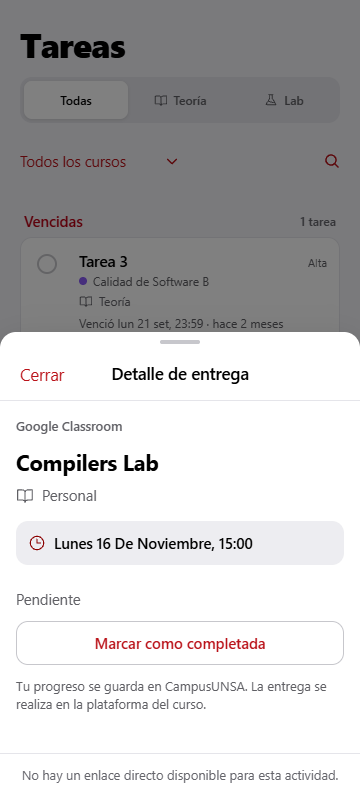 Tareas
Todas
Teoría
Lab
Todos los cursos
Vencidas
1 tarea
Tarea 3
Alta
Calidad de Software B
Teoría
Venció lun 21 set, 23:59 · hace 2 meses
Cerrar
Detalle de entrega
Google Classroom
Compilers Lab
Personal
Lunes 16 De Noviembre, 15:00
Pendiente
Marcar como completada
Tu progreso se guarda en CampusUNSA. La entrega se
realiza en la plataforma del curso.
No hay un enlace directo disponible para esta actividad.